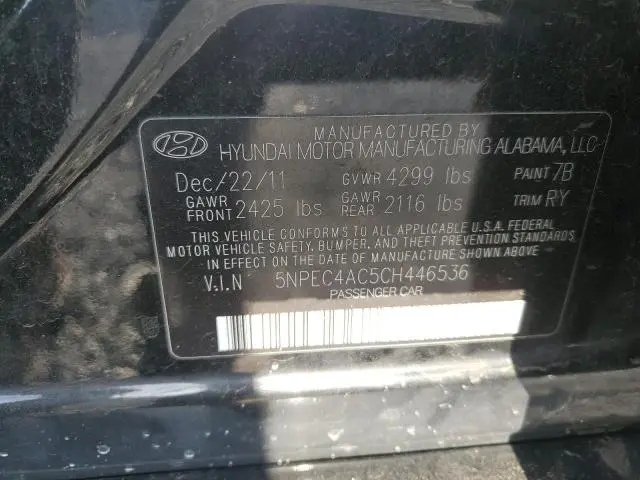 MANUFACTURED BY
HYUNDAI MOTOR MANUFACTURING ALABAMA, LLC
Dec/22/11 GVWR 4299 lbs PAINT 7B
GAWR FRONT 2425 lbs GAWR REAR 2116 lbs TRIM RY
THIS VEHICLE CONFORMS TO ALL APPLICABLE U.S.A. FEDERAL
MOTOR VEHICLE SAFETY, BUMPER, AND THEFT PREVENTION STANDARDS
IN EFFECT ON THE DATE OF MANUFACTURE SHOWN ABOVE.
V.I.N 5NPEC4AC5CH446536
PASSENGER CAR